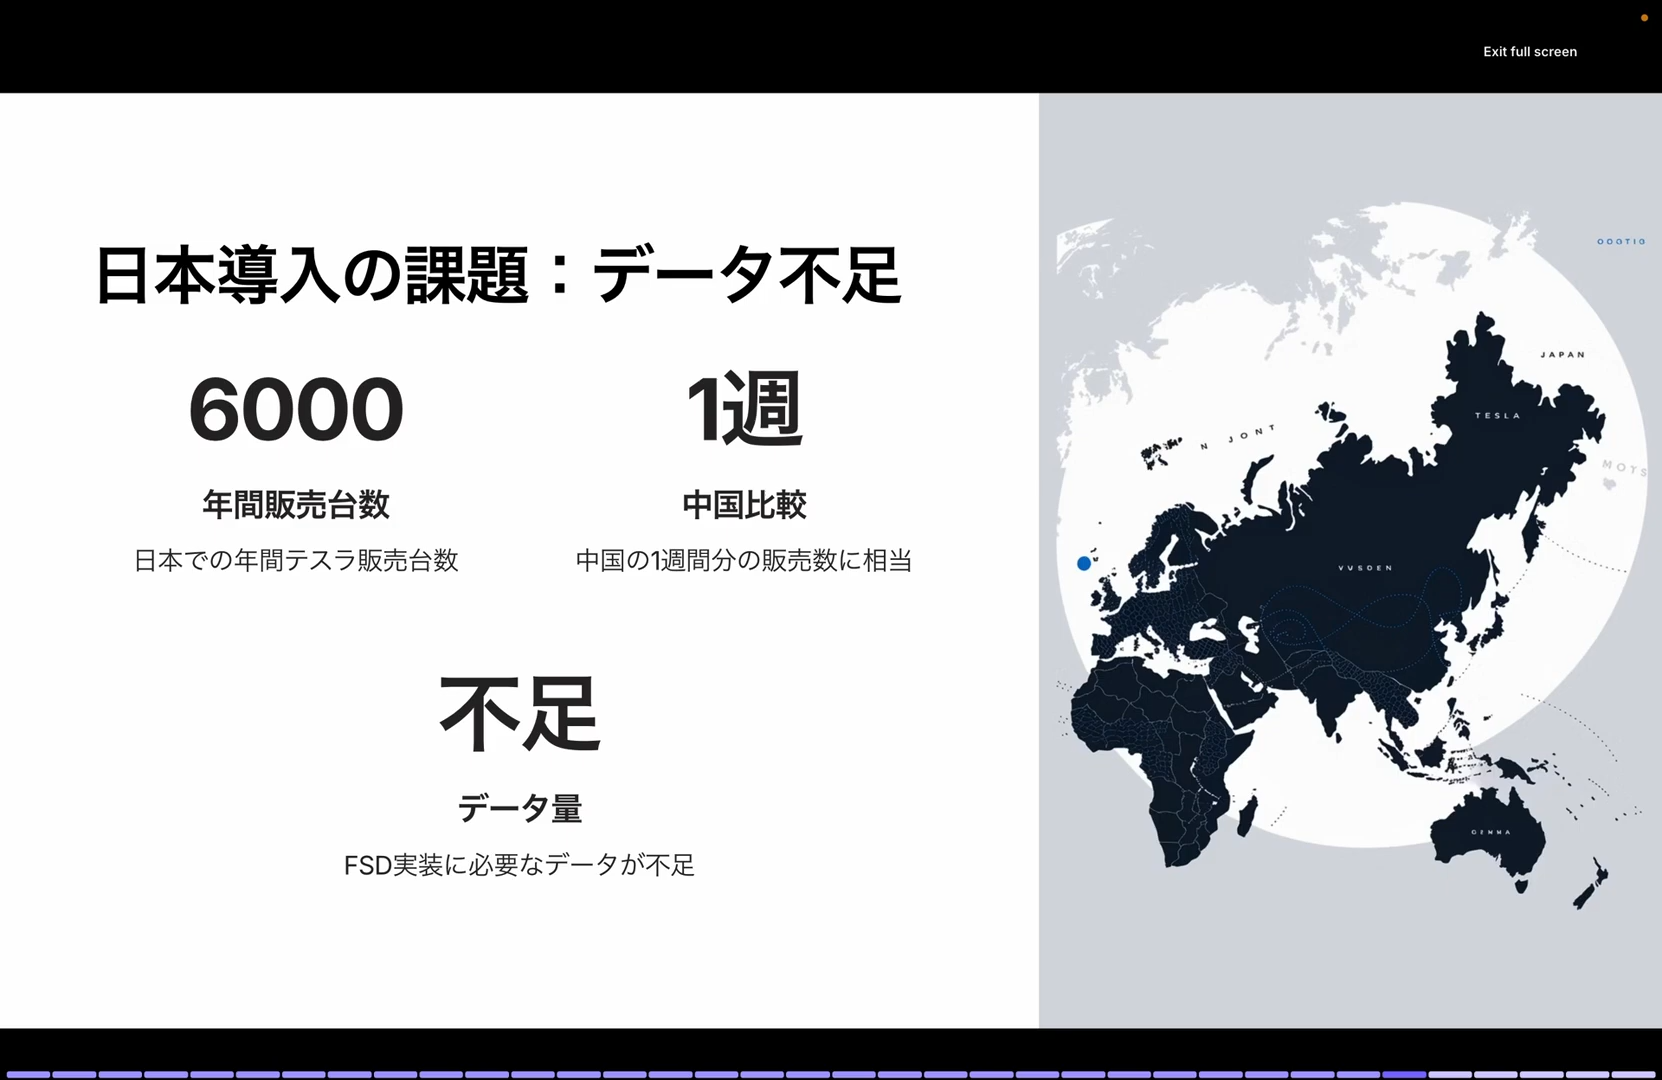 Exit full screen
日本導入の課題：データ不足
6000
年間販売台数
日本での年間テスラ販売台数
1週
中国比較
中国の1週間分の販売数に相当
不足
データ量
FSD実装に必要なデータが不足
JAPAN
TESLA
N JONT
MOTS
VUSDEN